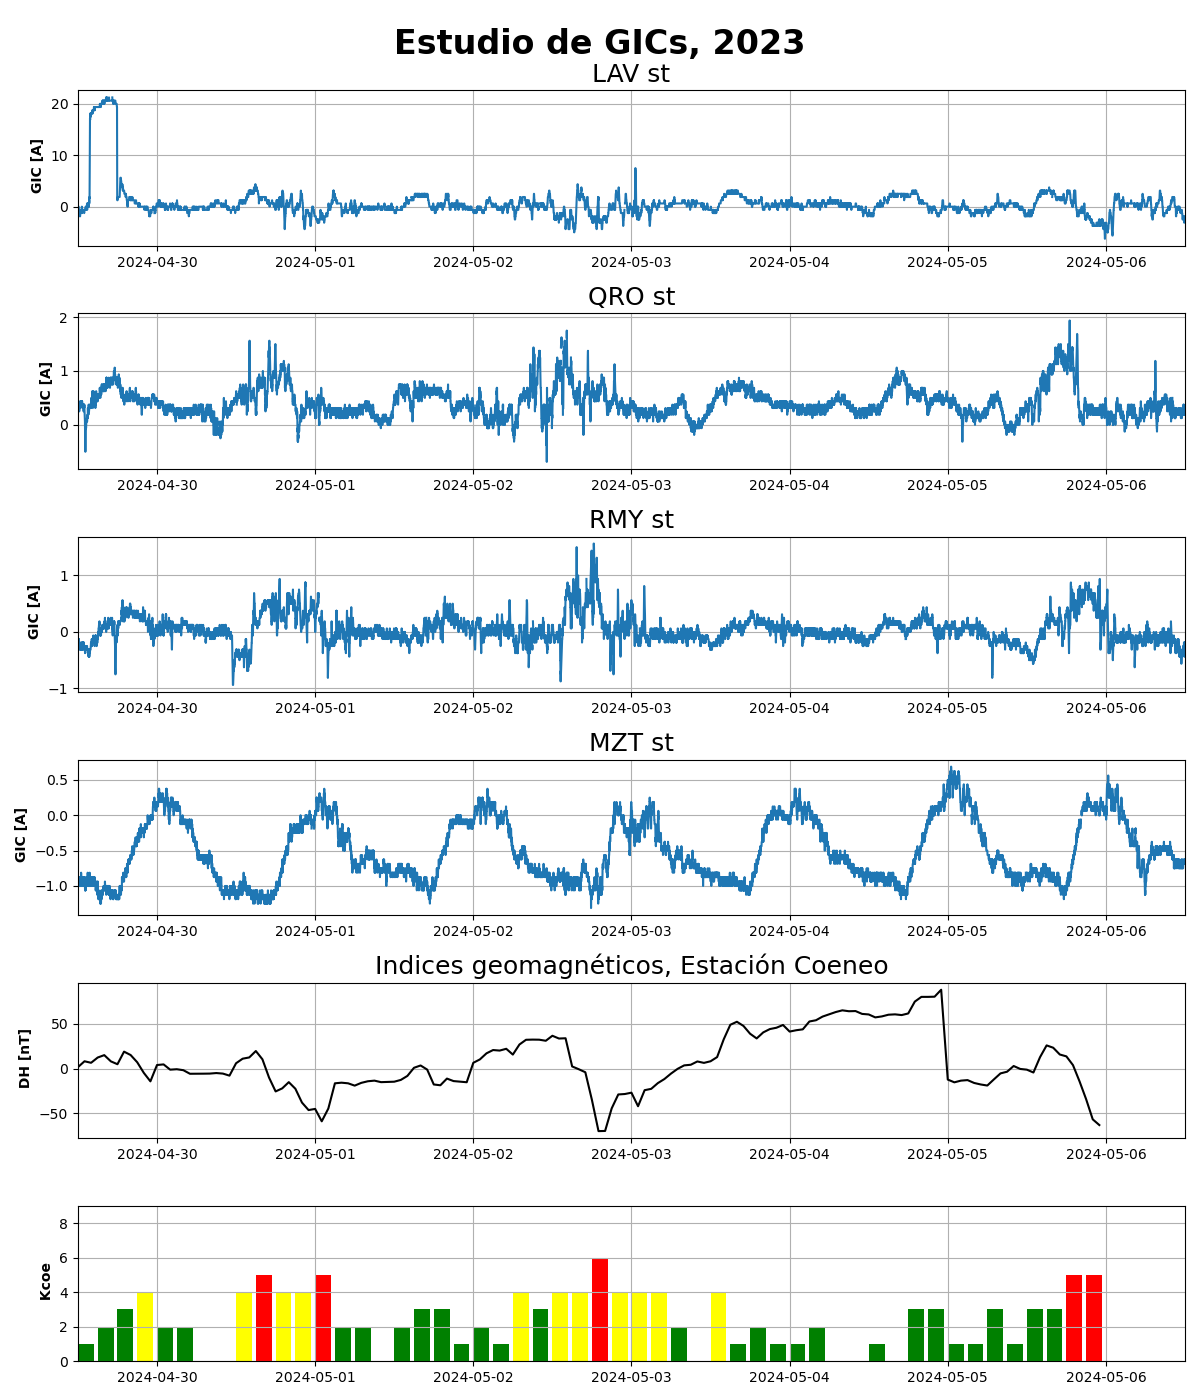 Estudio de GICs, 2023
LAV st
GIC [A]
20
10
0
2024-04-30 2024-05-01 2024-05-02 2024-05-03 2024-05-04 2024-05-05 2024-05-06
QRO st
GIC [A]
2
1
0
2024-04-30 2024-05-01 2024-05-02 2024-05-03 2024-05-04 2024-05-05 2024-05-06
RMY st
GIC [A]
1
0
−1
2024-04-30 2024-05-01 2024-05-02 2024-05-03 2024-05-04 2024-05-05 2024-05-06
MZT st
GIC [A]
0.5
0.0
−0.5
−1.0
2024-04-30 2024-05-01 2024-05-02 2024-05-03 2024-05-04 2024-05-05 2024-05-06
Indices geomagnéticos, Estación Coeneo
DH [nT]
50
0
−50
2024-04-30 2024-05-01 2024-05-02 2024-05-03 2024-05-04 2024-05-05 2024-05-06
Kcoe
8
6
4
2
0
2024-04-30 2024-05-01 2024-05-02 2024-05-03 2024-05-04 2024-05-05 2024-05-06